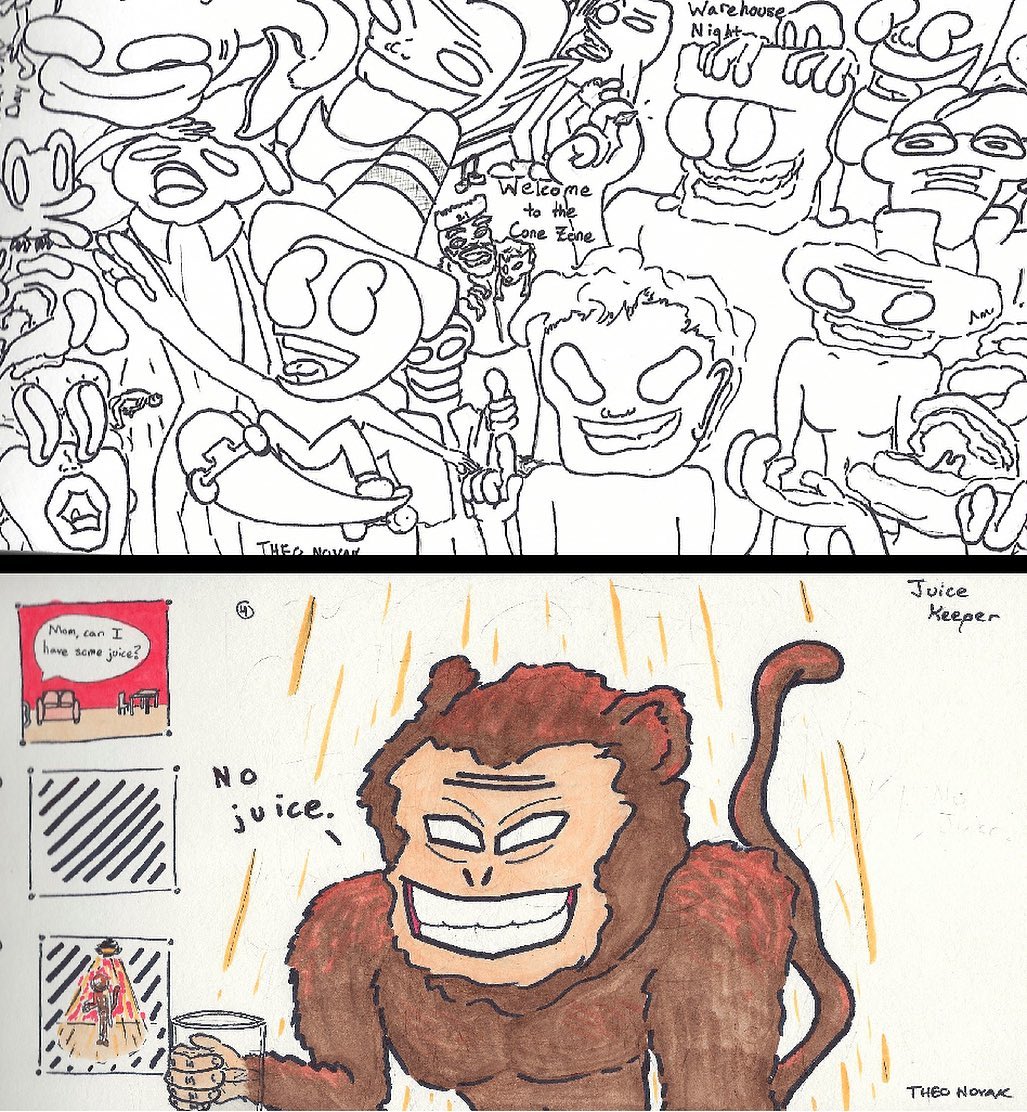 Warehouse
Night
Day
Welcome
to the
Cone Zone
THEO NOVAK
Juice
Keeper
4
Mom, can I
have some juice?
No
juice.
THEO NOVAK